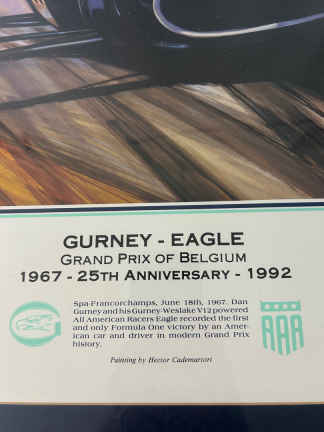 GURNEY - EAGLE
GRAND PRIX OF BELGIUM
1967 - 25TH ANNIVERSARY - 1992
Spa-Francorchamps, June 18th, 1967. Dan
Gurney and his Gurney-Weslake V12 powered
All American Racers Eagle recorded the first
and only Formula One victory by an Amer-
ican car and driver in modern Grand Prix
history.
Painting by Hector Cademartori
AAR